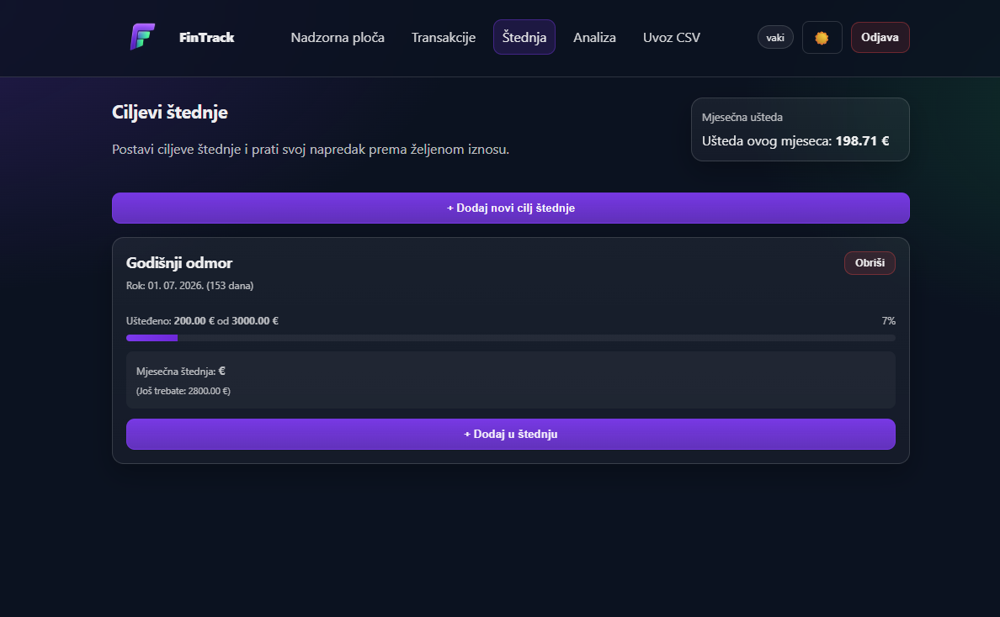 FinTrack
Nadzorna ploča
Transakcije
Štednja
Analiza
Uvoz CSV
vaki
Odjava
Ciljevi štednje
Postavi ciljeve štednje i prati svoj napredak prema željenom iznosu.
Mjesečna ušteda
Ušteda ovog mjeseca: 198.71 €
+ Dodaj novi cilj štednje
Godišnji odmor
Obriši
Rok: 01. 07. 2026. (153 dana)
Ušteđeno: 200.00 € od 3000.00 €
7%
Mjesečna štednja: €
(Još trebate: 2800.00 €)
+ Dodaj u štednju